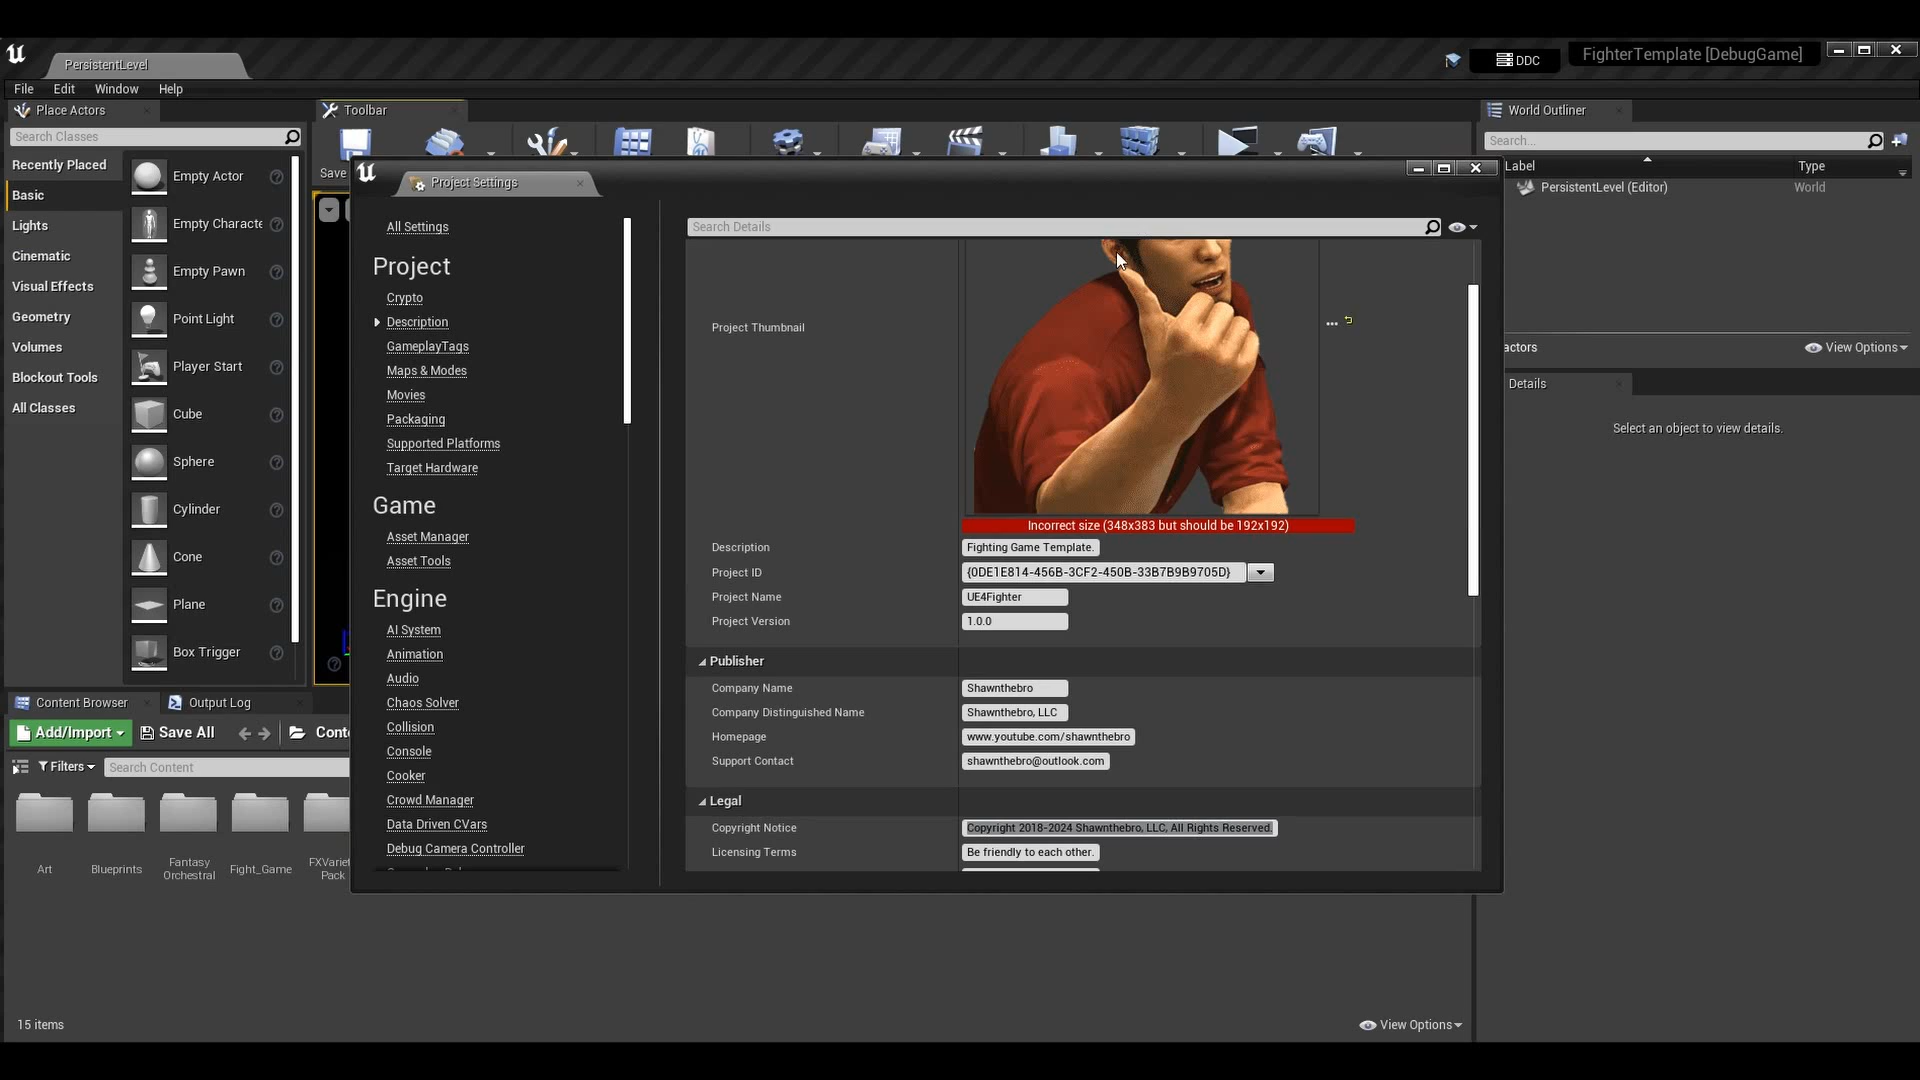 PersistentLevel
DDC
FighterTemplate [DebugGame]
File Edit Window Help
Place Actors
Toolbar
World Outliner
Search Classes
Search...
Recently Placed
Basic
Lights
Cinematic
Visual Effects
Geometry
Volumes
Blockout Tools
All Classes
Empty Actor
Empty Characte
Empty Pawn
Point Light
Player Start
Cube
Sphere
Cylinder
Cone
Plane
Box Trigger
Save
Label Type
PersistentLevel (Editor) World
actors
View Options
Details
Select an object to view details.
Project Settings
All Settings
Project
Crypto
Description
GameplayTags
Maps & Modes
Movies
Packaging
Supported Platforms
Target Hardware
Game
Asset Manager
Asset Tools
Engine
AI System
Animation
Audio
Chaos Solver
Collision
Console
Cooker
Crowd Manager
Data Driven CVars
Debug Camera Controller
Search Details
Project Thumbnail
Incorrect size (348x383 but should be 192x192)
Description Fighting Game Template.
Project ID {0DE1E814-456B-3CF2-450B-33B7B9B9705D}
Project Name UE4Fighter
Project Version 1.0.0
Publisher
Company Name Shawnthebro
Company Distinguished Name Shawnthebro, LLC
Homepage www.youtube.com/shawnthebro
Support Contact shawnthebro@outlook.com
Legal
Copyright Notice Copyright 2018-2024 Shawnthebro, LLC, All Rights Reserved.
Licensing Terms Be friendly to each other.
Content Browser
Output Log
Add/Import Save All Conte
Filters Search Content
Art
Blueprints
Fantasy
Orchestral
Fight_Game
FXVariet
Pack
15 items
View Options